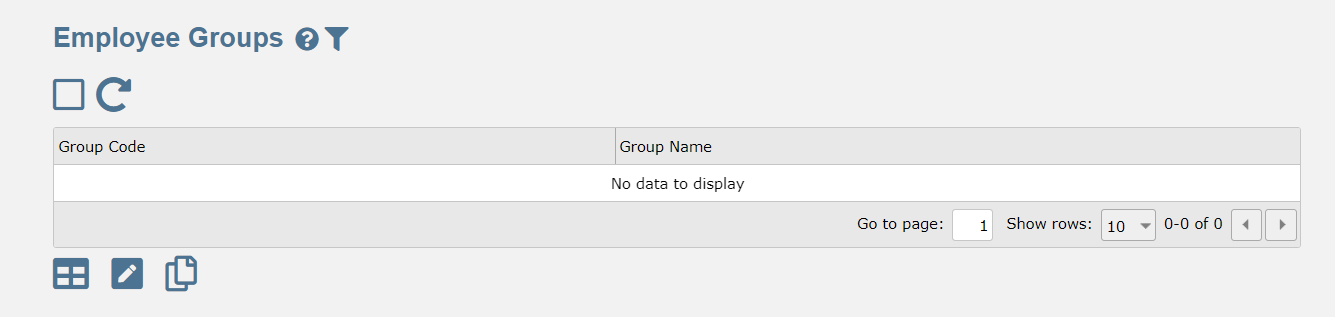 Employee Groups ?
Group Code Group Name
No data to display
Go to page: 1 Show rows: 10 0-0 of 0